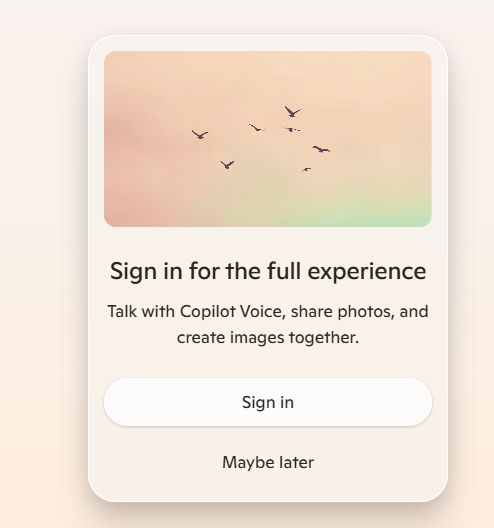 Sign in for the full experience
Talk with Copilot Voice, share photos, and
create images together.
Sign in
Maybe later